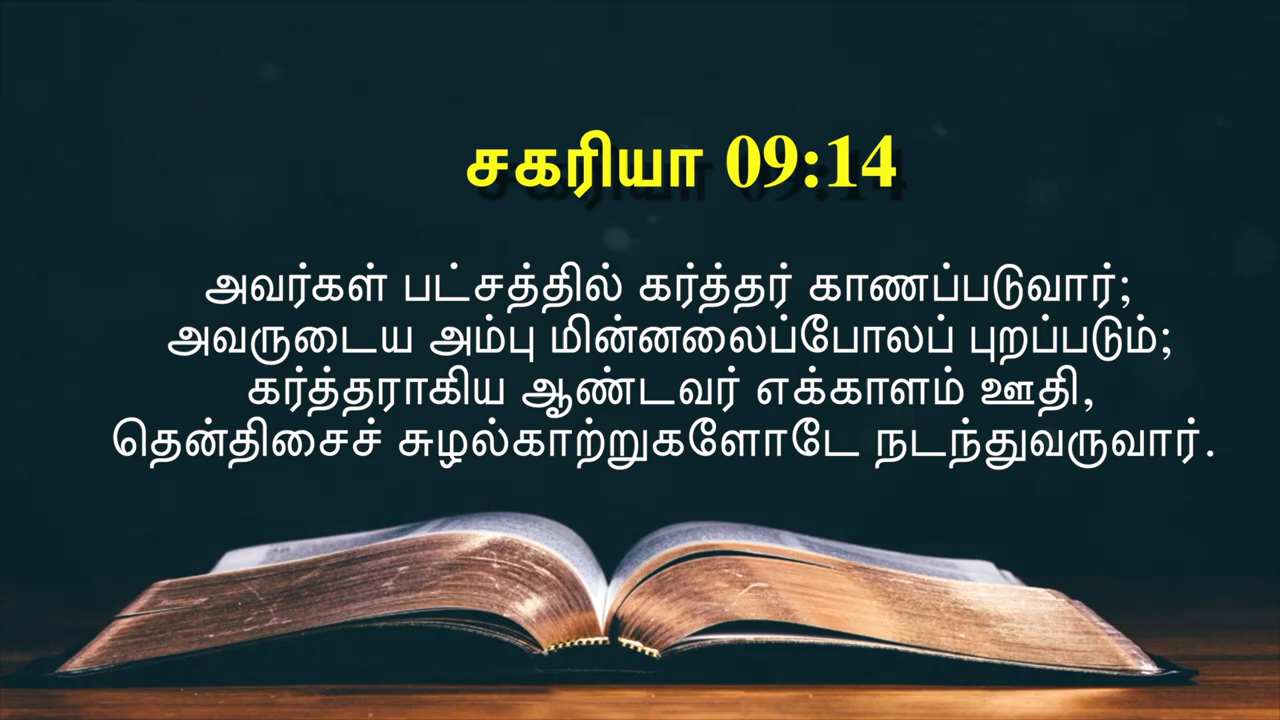 சகரியா 09:14
அவர்கள் பட்சத்தில் கர்த்தர் காணப்படுவார்;
அவருடைய அம்பு மின்னலைப்போலப் புறப்படும்;
கர்த்தராகிய ஆண்டவர் எக்காளம் ஊதி,
தென்திசைச் சுழல்காற்றுகளோடே நடந்துவருவார்.